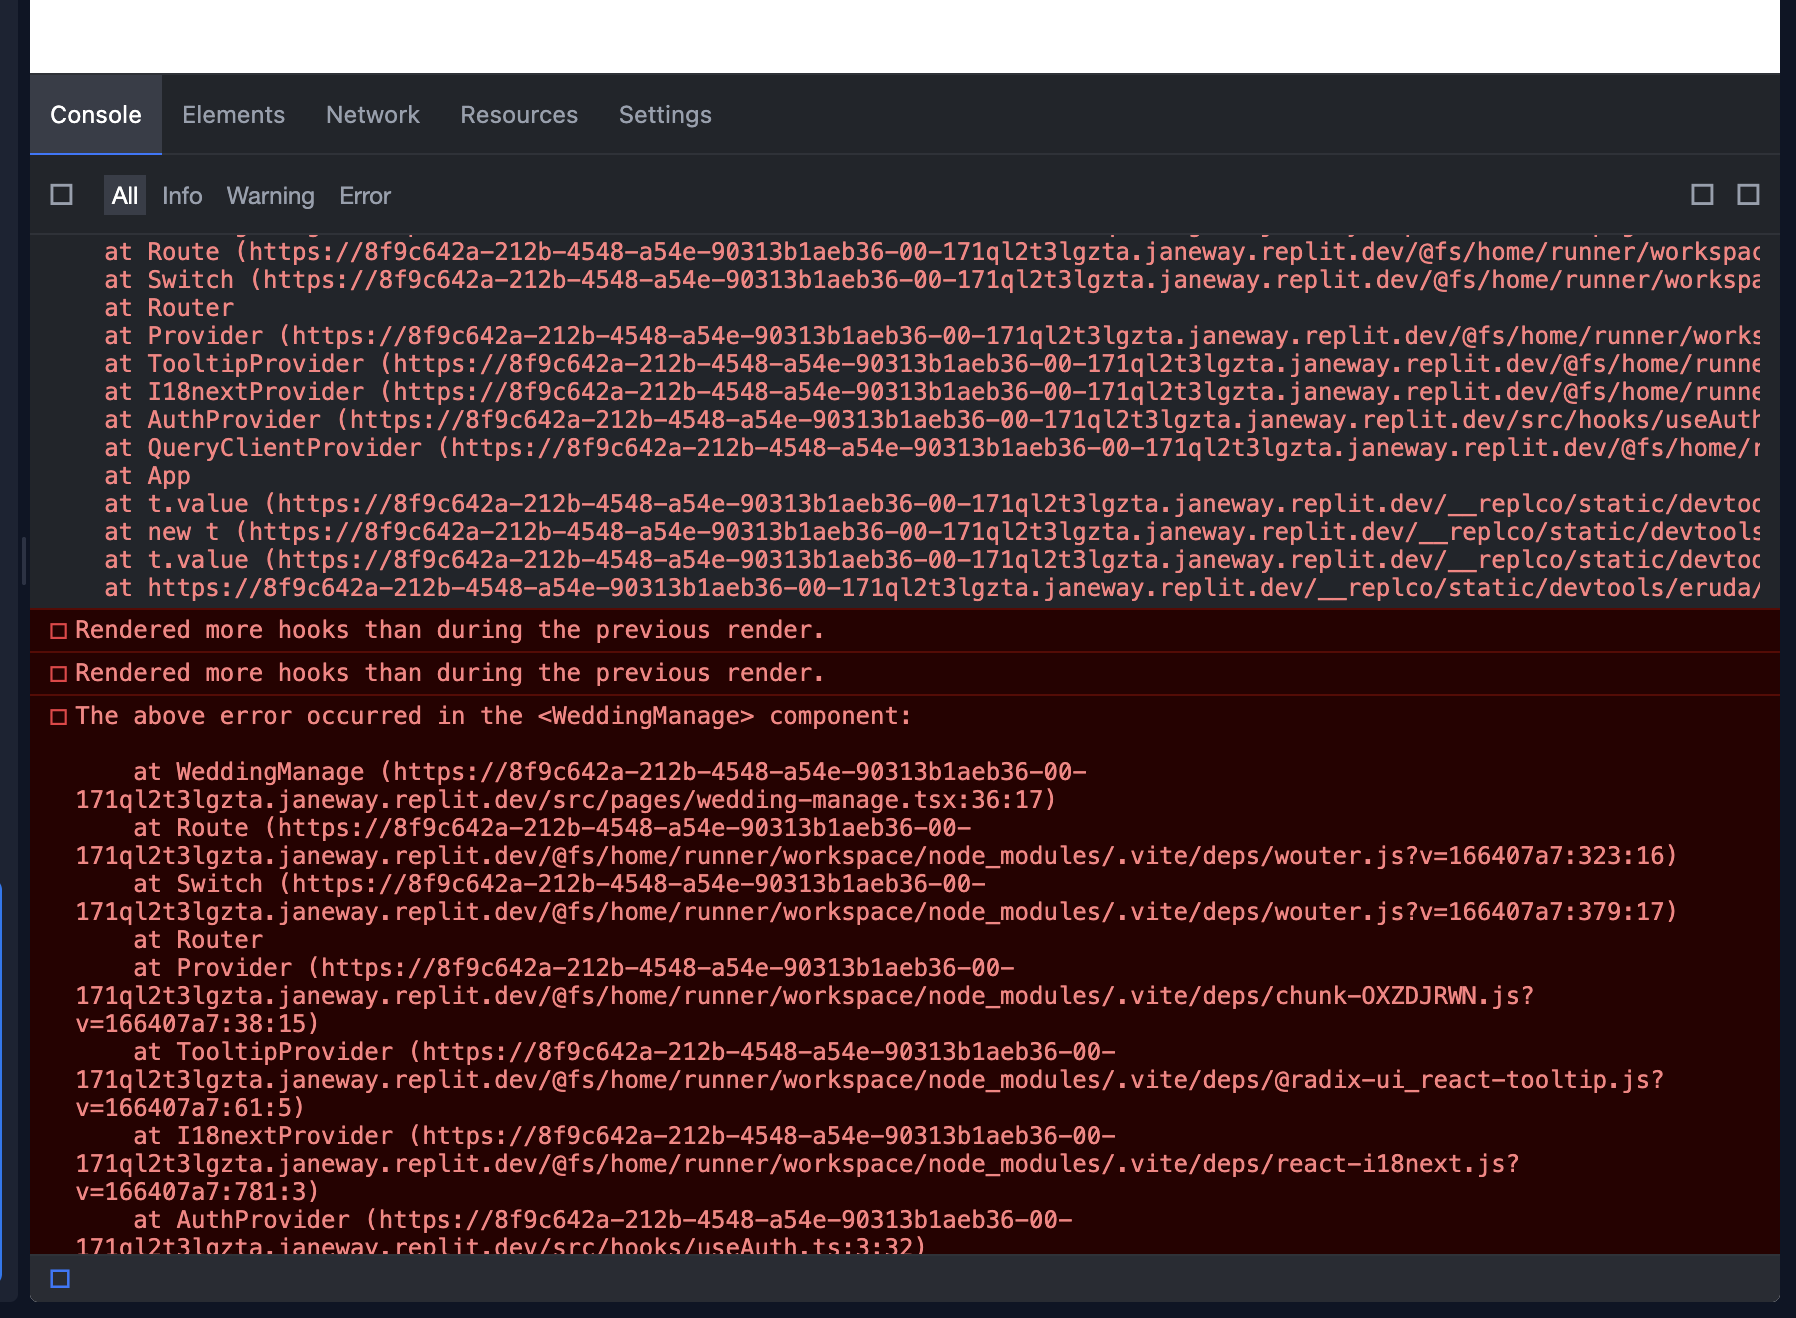 Console Elements Network Resources Settings
All Info Warning Error
at Route (https://8f9c642a-212b-4548-a54e-90313b1aeb36-00-171ql2t3lgzta.janeway.replit.dev/@fs/home/runner/workspac
at Switch (https://8f9c642a-212b-4548-a54e-90313b1aeb36-00-171ql2t3lgzta.janeway.replit.dev/@fs/home/runner/workspa
at Router
at Provider (https://8f9c642a-212b-4548-a54e-90313b1aeb36-00-171ql2t3lgzta.janeway.replit.dev/@fs/home/runner/works
at TooltipProvider (https://8f9c642a-212b-4548-a54e-90313b1aeb36-00-171ql2t3lgzta.janeway.replit.dev/@fs/home/runne
at I18nextProvider (https://8f9c642a-212b-4548-a54e-90313b1aeb36-00-171ql2t3lgzta.janeway.replit.dev/@fs/home/runne
at AuthProvider (https://8f9c642a-212b-4548-a54e-90313b1aeb36-00-171ql2t3lgzta.janeway.replit.dev/src/hooks/useAuth
at QueryClientProvider (https://8f9c642a-212b-4548-a54e-90313b1aeb36-00-171ql2t3lgzta.janeway.replit.dev/@fs/home/r
at App
at t.value (https://8f9c642a-212b-4548-a54e-90313b1aeb36-00-171ql2t3lgzta.janeway.replit.dev/__replco/static/devtoo
at new t (https://8f9c642a-212b-4548-a54e-90313b1aeb36-00-171ql2t3lgzta.janeway.replit.dev/__replco/static/devtools
at t.value (https://8f9c642a-212b-4548-a54e-90313b1aeb36-00-171ql2t3lgzta.janeway.replit.dev/__replco/static/devtoo
at https://8f9c642a-212b-4548-a54e-90313b1aeb36-00-171ql2t3lgzta.janeway.replit.dev/__replco/static/devtools/eruda/
Rendered more hooks than during the previous render.
Rendered more hooks than during the previous render.
The above error occurred in the <WeddingManage> component:
at WeddingManage (https://8f9c642a-212b-4548-a54e-90313b1aeb36-00-
171ql2t3lgzta.janeway.replit.dev/src/pages/wedding-manage.tsx:36:17)
at Route (https://8f9c642a-212b-4548-a54e-90313b1aeb36-00-
171ql2t3lgzta.janeway.replit.dev/@fs/home/runner/workspace/node_modules/.vite/deps/wouter.js?v=166407a7:323:16)
at Switch (https://8f9c642a-212b-4548-a54e-90313b1aeb36-00-
171ql2t3lgzta.janeway.replit.dev/@fs/home/runner/workspace/node_modules/.vite/deps/wouter.js?v=166407a7:379:17)
at Router
at Provider (https://8f9c642a-212b-4548-a54e-90313b1aeb36-00-
171ql2t3lgzta.janeway.replit.dev/@fs/home/runner/workspace/node_modules/.vite/deps/chunk-OXZDJRWN.js?
v=166407a7:38:15)
at TooltipProvider (https://8f9c642a-212b-4548-a54e-90313b1aeb36-00-
171ql2t3lgzta.janeway.replit.dev/@fs/home/runner/workspace/node_modules/.vite/deps/@radix-ui_react-tooltip.js?
v=166407a7:61:5)
at I18nextProvider (https://8f9c642a-212b-4548-a54e-90313b1aeb36-00-
171ql2t3lgzta.janeway.replit.dev/@fs/home/runner/workspace/node_modules/.vite/deps/react-i18next.js?
v=166407a7:781:3)
at AuthProvider (https://8f9c642a-212b-4548-a54e-90313b1aeb36-00-
171ql2t3lgzta.janeway.replit.dev/src/hooks/useAuth.ts:3:32)